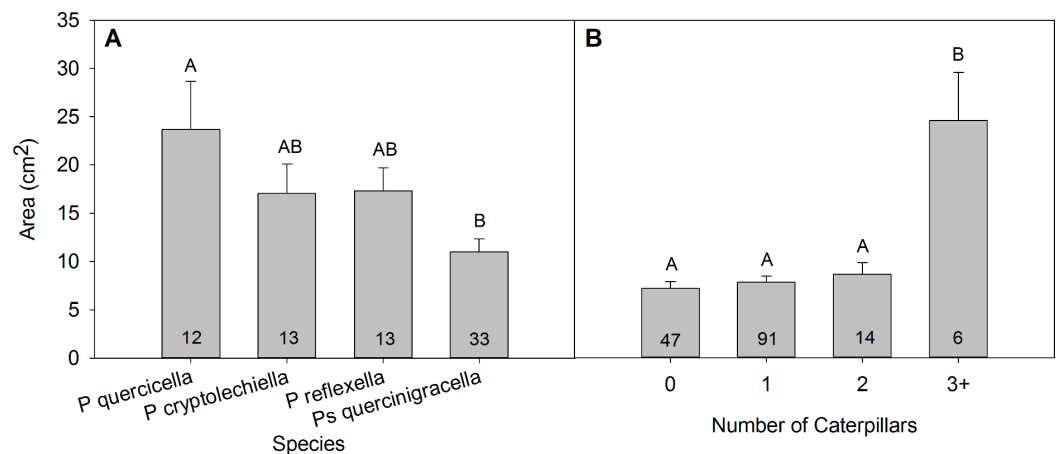 A
B
35
30
25
20
15
10
5
0
Area (cm²)
A
AB
AB
B
12
13
13
33
P quercicella
P cryptolechiella
P reflexella
Ps quercinigracella
Species
A
A
A
B
47
91
14
6
0
1
2
3+
Number of Caterpillars